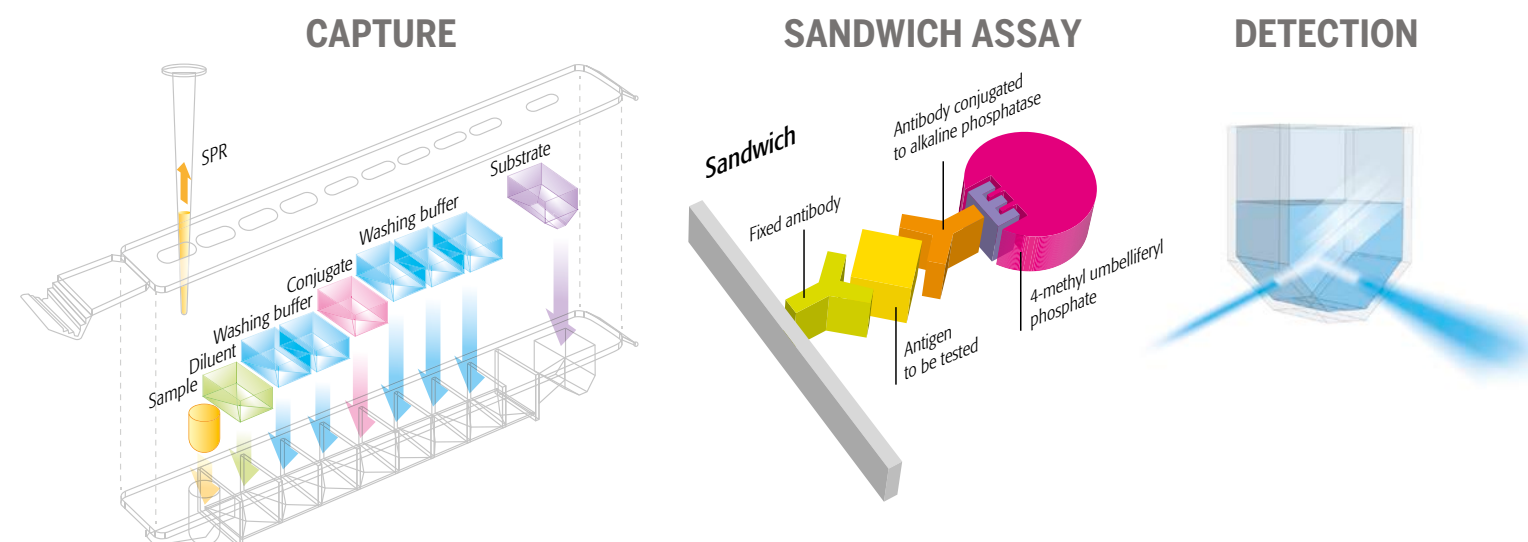 CAPTURE
SPR
Substrate
Washing buffer
Conjugate
Washing buffer
Diluent
Sample
SANDWICH ASSAY
Sandwich
Fixed antibody
Antibody conjugated
to alkaline phosphatase
Antigen
to be tested
4-methyl umbelliferyl
phosphate
DETECTION